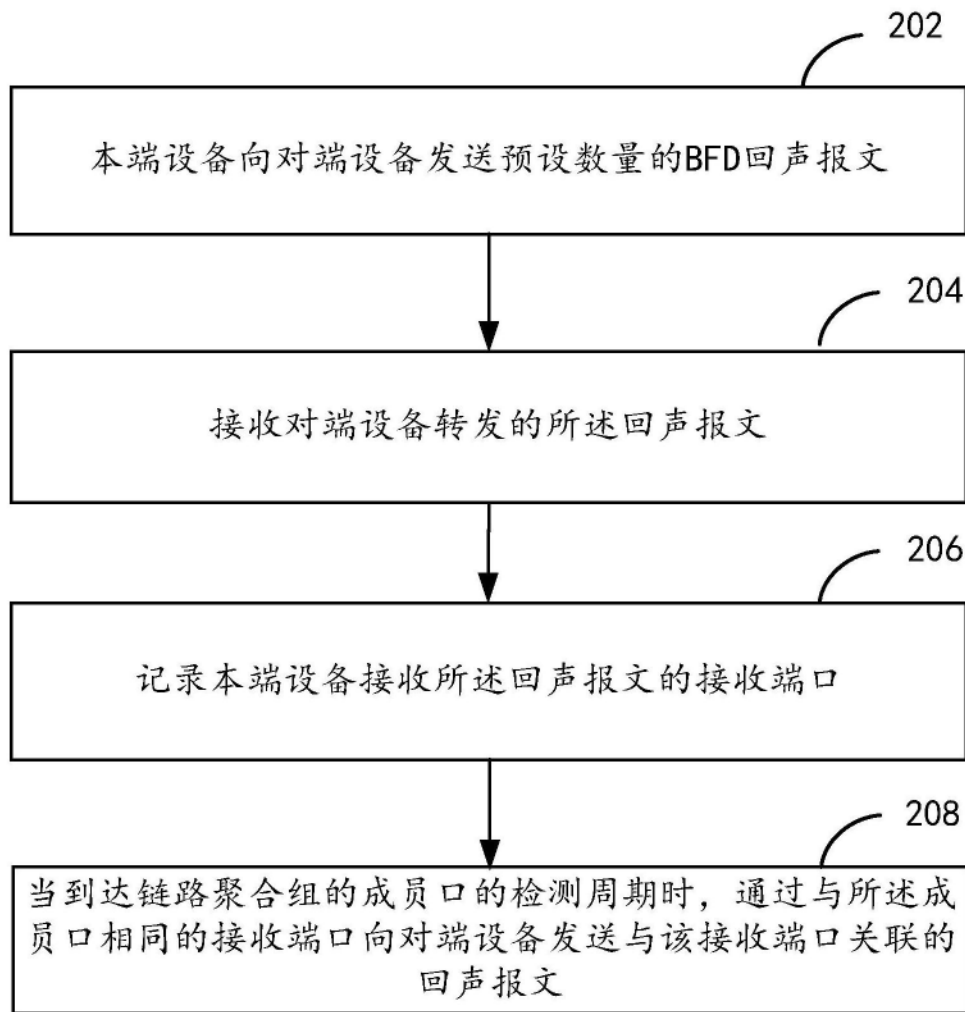 202
本端设备向对端设备发送预设数量的BFD回声报文
204
接收对端设备转发的所述回声报文
206
记录本端设备接收所述回声报文的接收端口
208
当到达链路聚合组的成员口的检测周期时，通过与所述成
员口相同的接收端口向对端设备发送与该接收端口关联的
回声报文